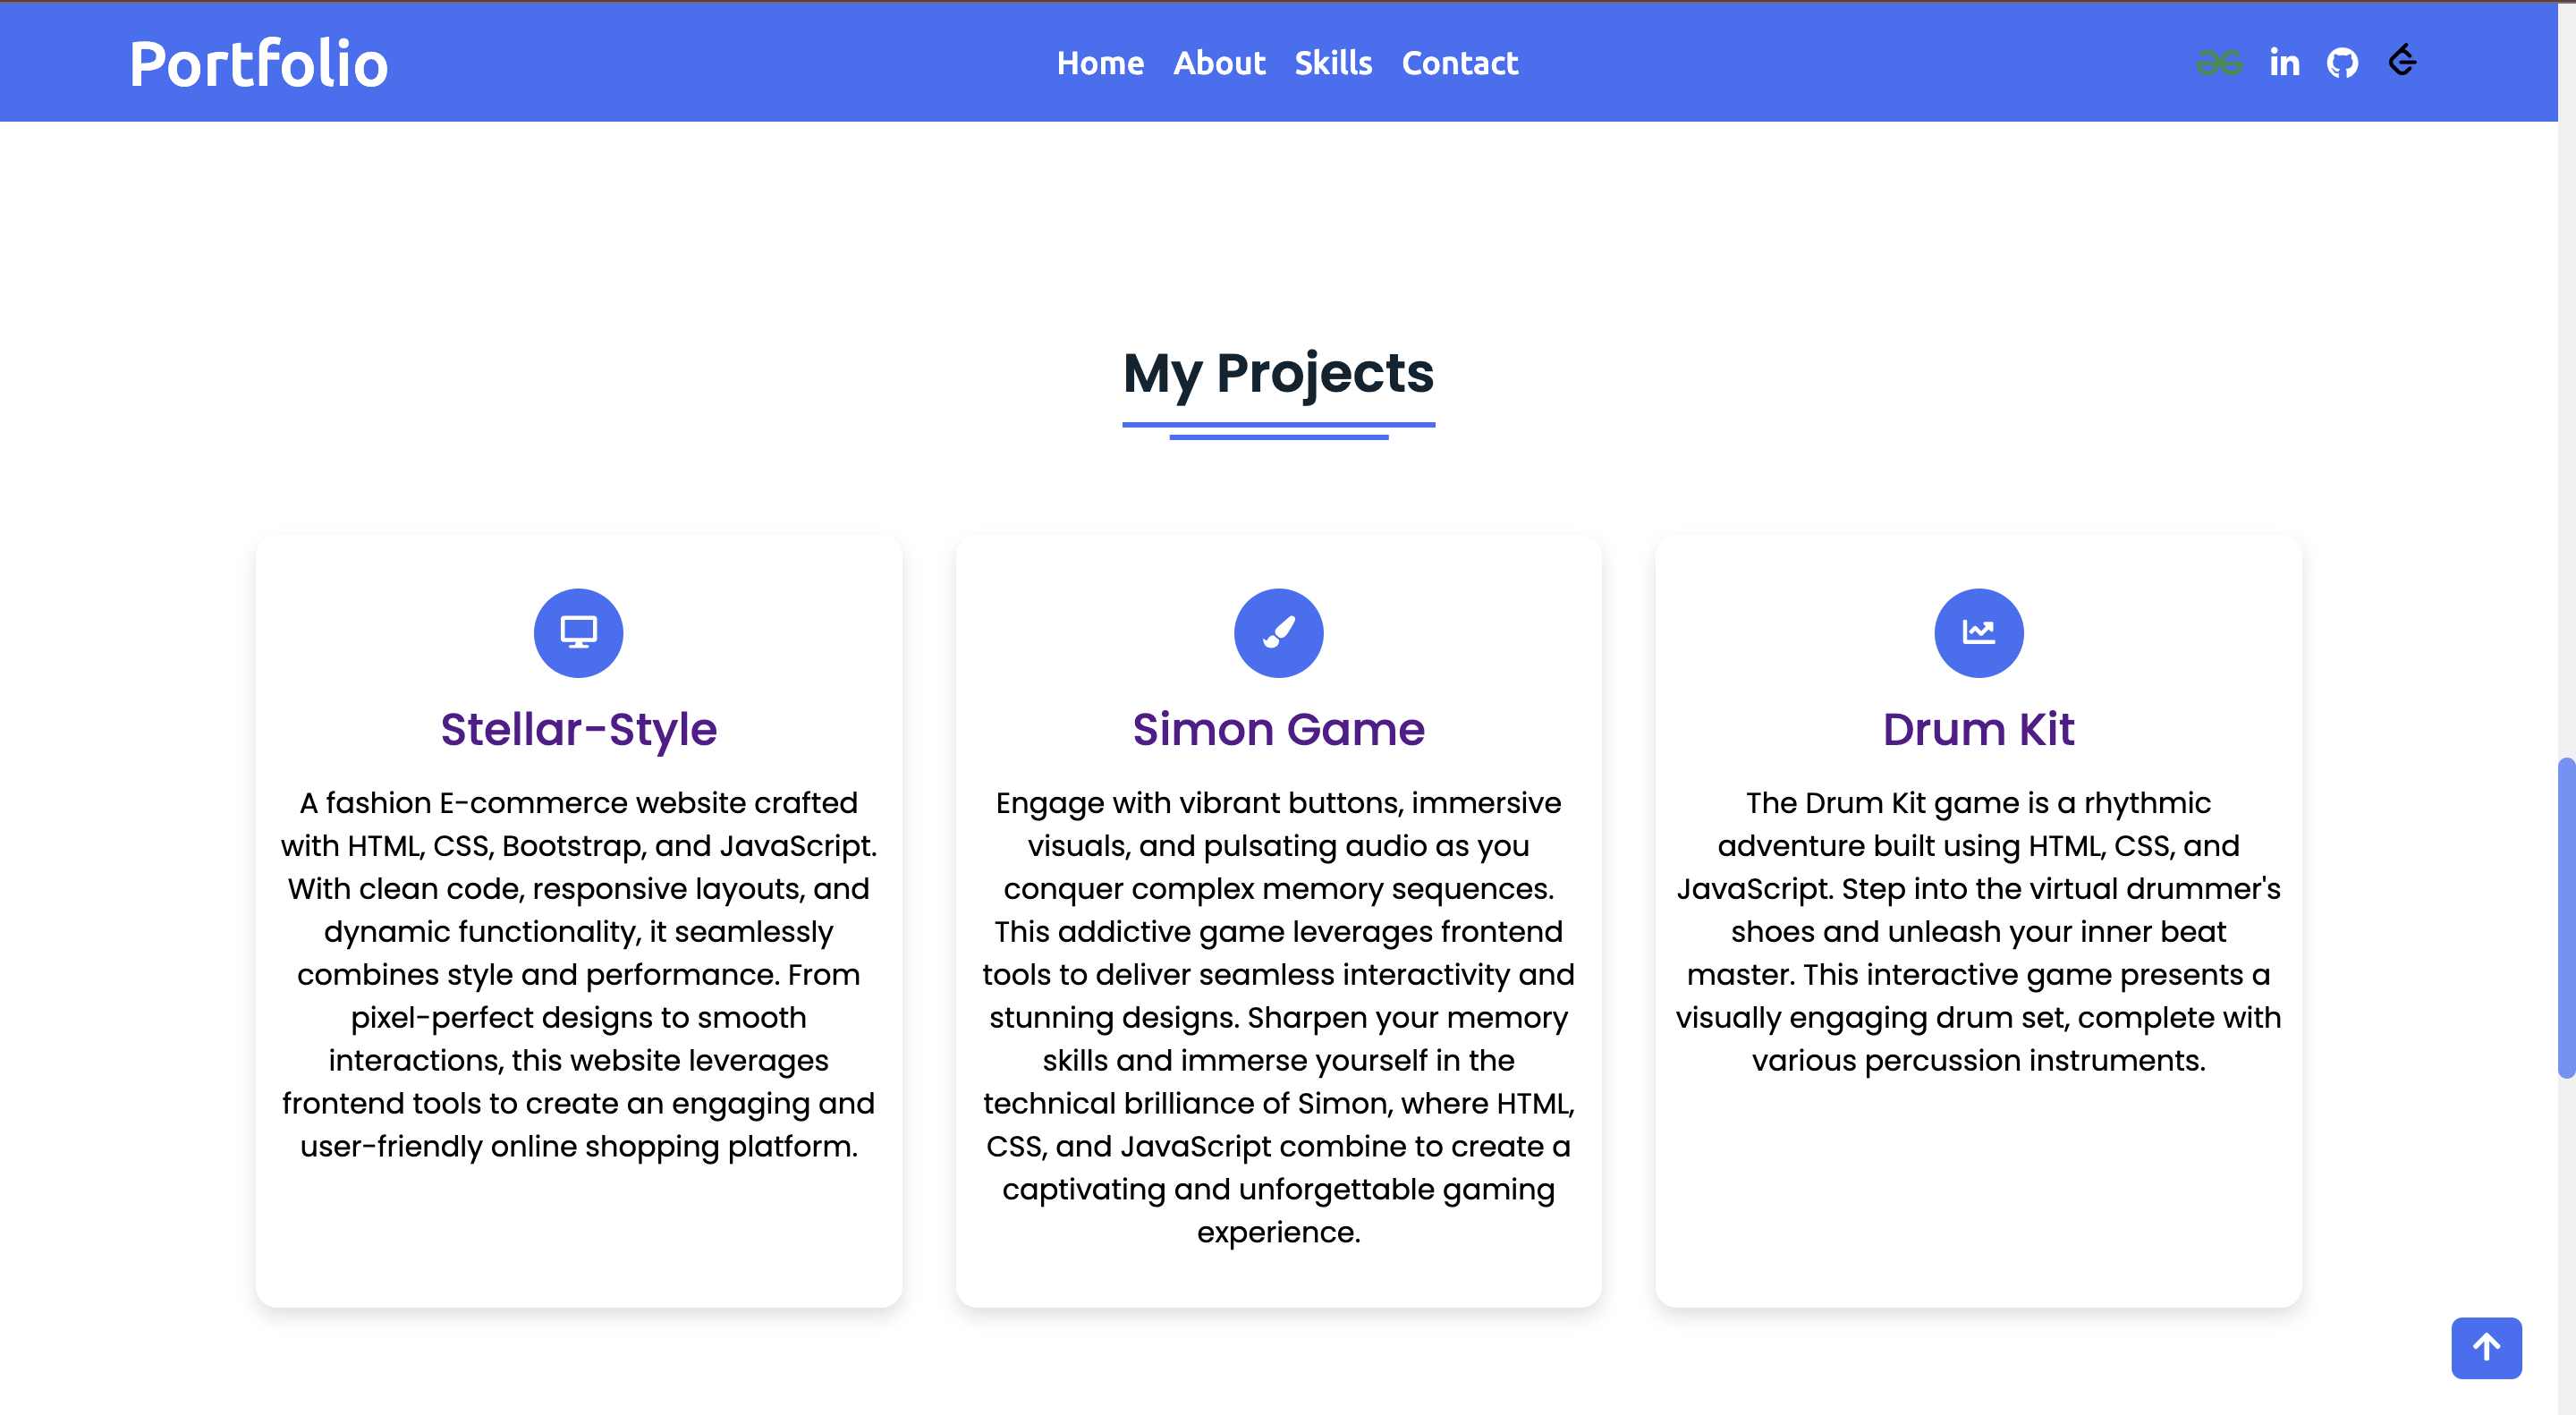 Portfolio
Home About Skills Contact
in
My Projects
Stellar-Style
A fashion E-commerce website crafted
with HTML, CSS, Bootstrap, and JavaScript.
With clean code, responsive layouts, and
dynamic functionality, it seamlessly
combines style and performance. From
pixel-perfect designs to smooth
interactions, this website leverages
frontend tools to create an engaging and
user-friendly online shopping platform.
Simon Game
Engage with vibrant buttons, immersive
visuals, and pulsating audio as you
conquer complex memory sequences.
This addictive game leverages frontend
tools to deliver seamless interactivity and
stunning designs. Sharpen your memory
skills and immerse yourself in the
technical brilliance of Simon, where HTML,
CSS, and JavaScript combine to create a
captivating and unforgettable gaming
experience.
Drum Kit
The Drum Kit game is a rhythmic
adventure built using HTML, CSS, and
JavaScript. Step into the virtual drummer's
shoes and unleash your inner beat
master. This interactive game presents a
visually engaging drum set, complete with
various percussion instruments.